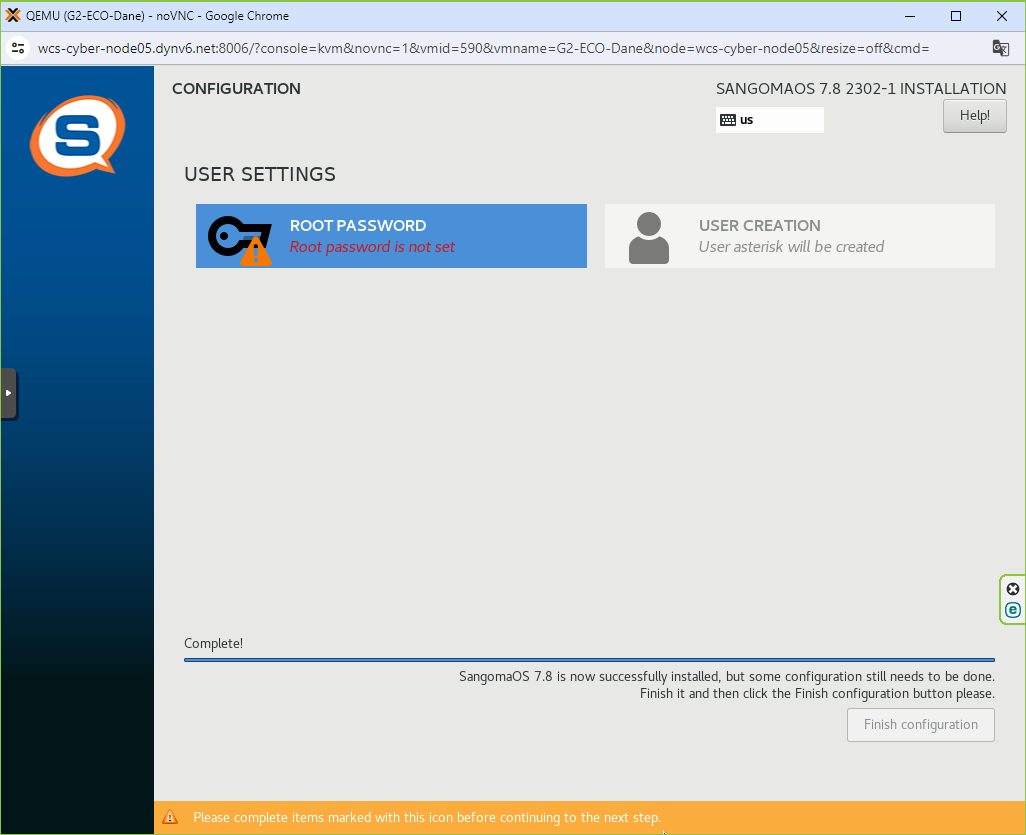 QEMU (G2-ECO-Dane) - noVNC - Google Chrome
wcs-cyber-node05.dynv6.net:8006/?console=kvm&novnc=1&vmid=590&vmname=G2-ECO-Dane&node=wcs-cyber-node05&resize=off&cmd=
S
CONFIGURATION
SANGOMAOS 7.8 2302-1 INSTALLATION
us
Help!
USER SETTINGS
ROOT PASSWORD
Root password is not set
USER CREATION
User asterisk will be created
e
Complete!
SangomaOS 7.8 is now successfully installed, but some configuration still needs to be done.
Finish it and then click the Finish configuration button please.
Finish configuration
Please complete items marked with this icon before continuing to the next step.